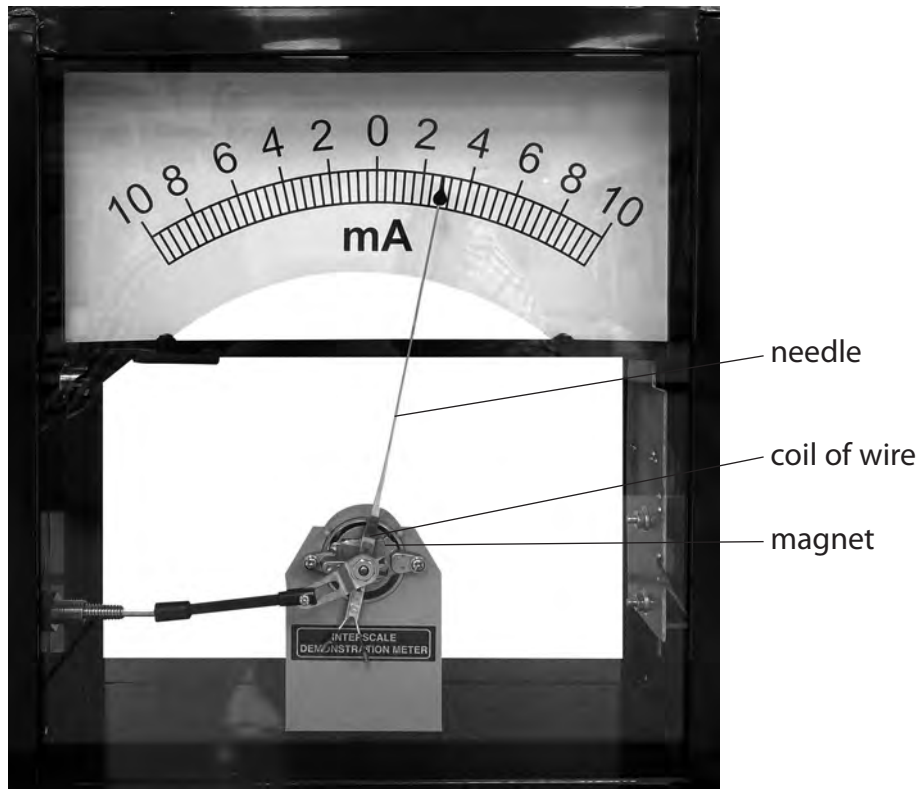 10 8 6 4 2 0 2 4 6 8 10
mA
needle
coil of wire
magnet
INTERSCALE
DEMONSTRATION METER